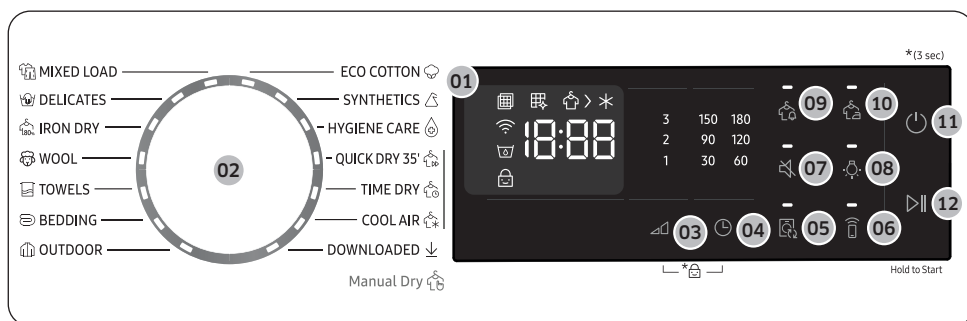 *(3 sec)
MIXED LOAD
DELICATES
IRON DRY
WOOL
TOWELS
BEDDING
OUTDOOR
02
ECO COTTON
SYNTHETICS
HYGIENE CARE
QUICK DRY 35'
TIME DRY
COOL AIR
DOWNLOADED
Manual Dry
01
18:88
3 150 180
2 90 120
1 30 60
09 10
11
07 08
12
03 04 05 06
*
Hold to Start